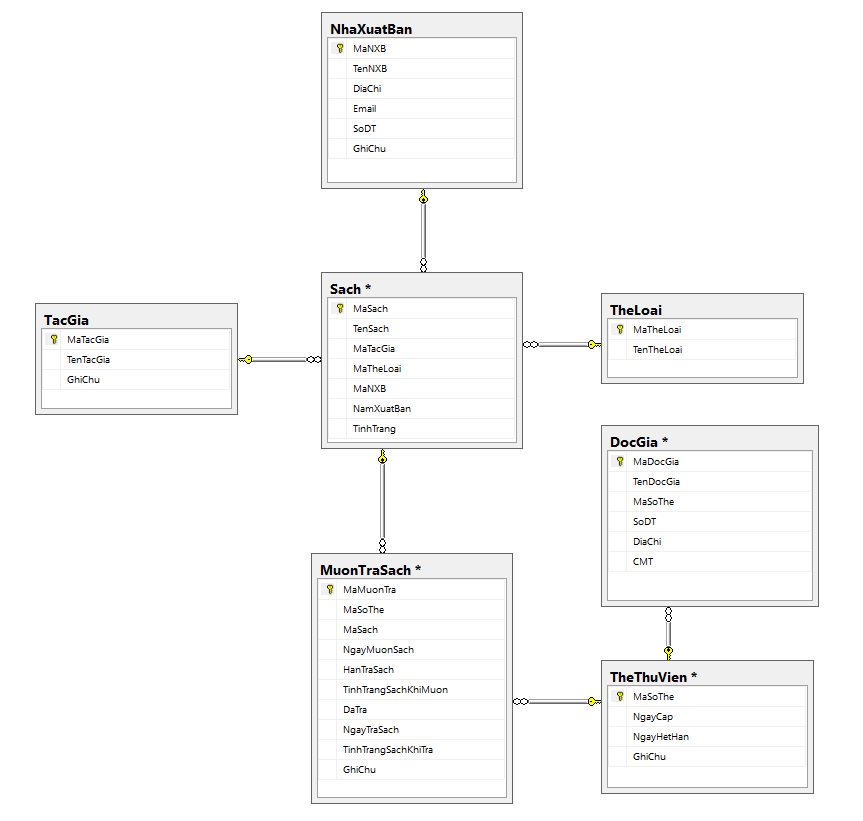 NhaXuatBan
MaNXB
TenNXB
DiaChi
Email
SoDT
GhiChu
TacGia
MaTacGia
TenTacGia
GhiChu
Sach *
MaSach
TenSach
MaTacGia
MaTheLoai
MaNXB
NamXuatBan
TinhTrang
TheLoai
MaTheLoai
TenTheLoai
DocGia *
MaDocGia
TenDocGia
MaSoThe
SoDT
DiaChi
CMT
MuonTraSach *
MaMuonTra
MaSoThe
MaSach
NgayMuonSach
HanTraSach
TinhTrangSachKhiMuon
DaTra
NgayTraSach
TinhTrangSachKhiTra
GhiChu
TheThuVien *
MaSoThe
NgayCap
NgayHetHan
GhiChu